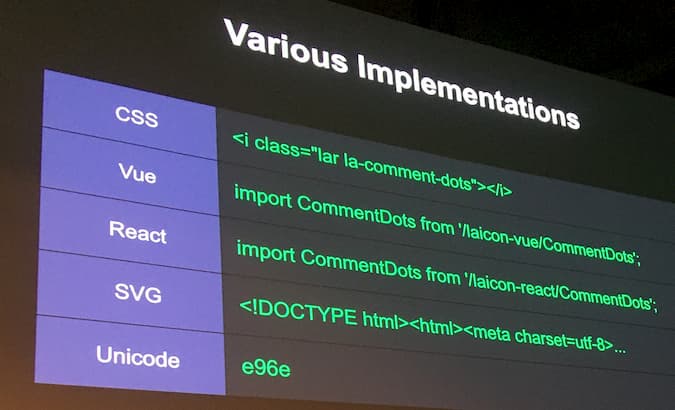 Various Implementations
CSS
<i class="lar la-comment-dots"></i>
Vue
import CommentDots from '/laicon-vue/CommentDots';
React
import CommentDots from '/laicon-react/CommentDots';
SVG
<!DOCTYPE html><html><meta charset=utf-8>...
Unicode
e96e